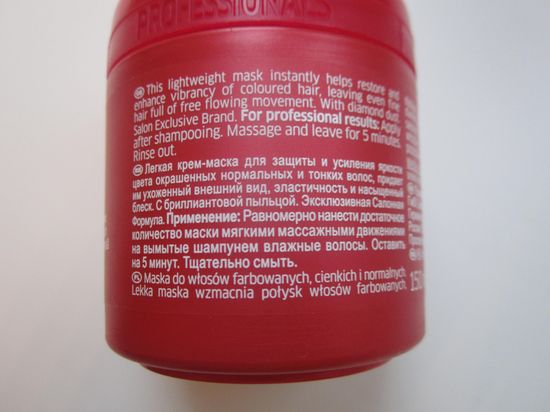 PROFESSIONALS
This lightweight mask instantly helps restore and
enhance vibrancy of coloured hair, leaving even fine
hair full of free flowing movement. With diamond dust.
Salon Exclusive Brand. For professional results: Apply
after shampooing. Massage and leave for 5 minutes.
Rinse out.
Легкая крем-маска для защиты и усиления яркости
цвета окрашенных нормальных и тонких волос, придает
им ухоженный внешний вид, эластичность и насыщенный
блеск. С бриллиантовой пыльцой. Эксклюзивная Салонная
Формула. Применение: Равномерно нанести достаточное
количество маски мягкими массажными движениями
на вымытые шампунем влажные волосы. Оставить
на 5 минут. Тщательно смыть.
PL Maska do włosów farbowanych, cienkich i normalnych.
Lekka maska wzmacnia połysk włosów farbowanych.
150